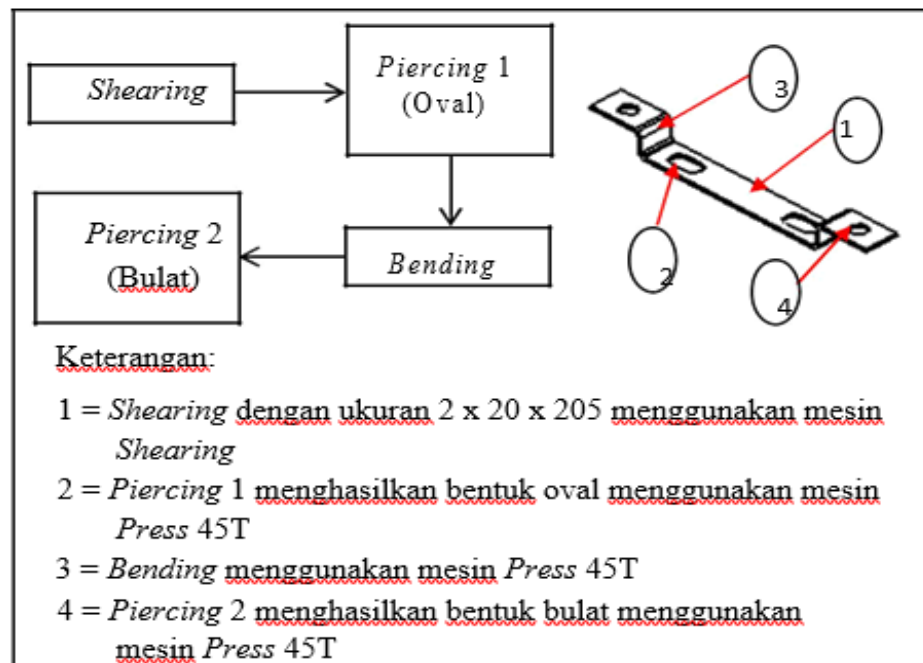 Shearing
Piercing 1
(Oval)
Piercing 2
(Bulat)
Bending
3
1
2
4
Keterangan:
1 = Shearing dengan ukuran 2 x 20 x 205 menggunakan mesin
Shearing
2 = Piercing 1 menghasilkan bentuk oval menggunakan mesin
Press 45T
3 = Bending menggunakan mesin Press 45T
4 = Piercing 2 menghasilkan bentuk bulat menggunakan
mesin Press 45T